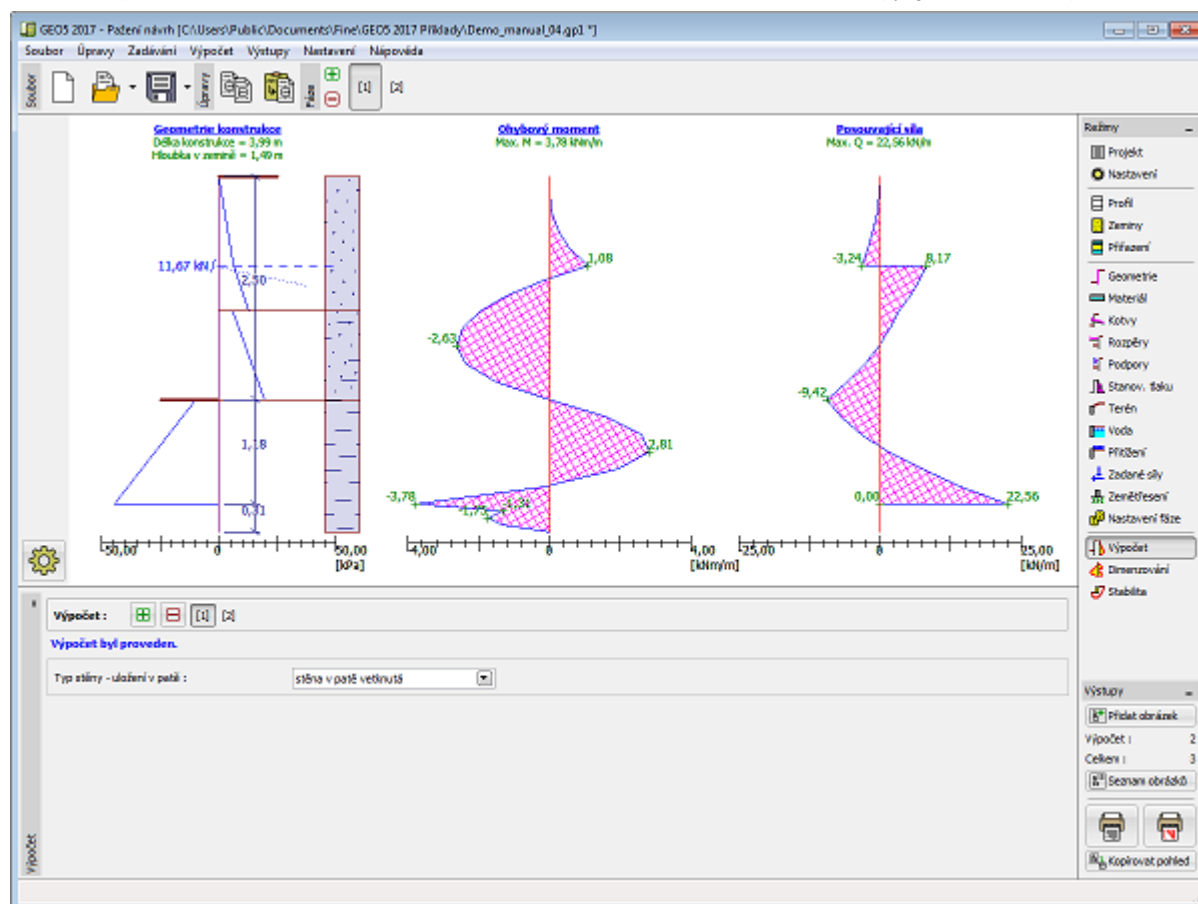 GEO5 2017 - Pažení návrh [C:\Users\Public\Documents\Fine\GEO5 2017 Příklady\Demo_manual_04.gp1 *]
Soubor Úpravy Zadávání Výpočet Výstupy Nastavení Nápověda
Soubor
Úpravy
Fáze
[1] [2]
Geometrie konstrukce
Délka konstrukce = 3,99 m
Hloubka v zemině = 1,49 m
11,67 kN/
2,50
1,18
0,31
-50,00 0 50,00
[kPa]
Ohybový moment
Max. M = 3,78 kNm/m
1,08
-2,63
2,81
-3,78
-1,75
-1,31
-4,00 0 4,00
[kNm/m]
Posouvající síla
Max. Q = 22,56 kN/m
-3,24 8,17
-9,42
0,00 22,56
-25,00 0 25,00
[kN/m]
Režimy
Projekt
Nastavení
Profil
Zeminy
Přiřazení
Geometrie
Materiál
Kotvy
Rozpěry
Podpory
Stanov. tlaku
Terén
Voda
Přitížení
Zadané síly
Zemětřesení
Nastavení fáze
Výpočet
Dimenzování
Stabilita
Výpočet : [1] [2]
Výpočet byl proveden.
Typ stěny - uložení v patě : stěna v patě vetknutá
Výpočet
Výstupy
Přidat obrázek
Výpočet : 2
Celkem : 3
Seznam obrázků
Kopírovat pohled